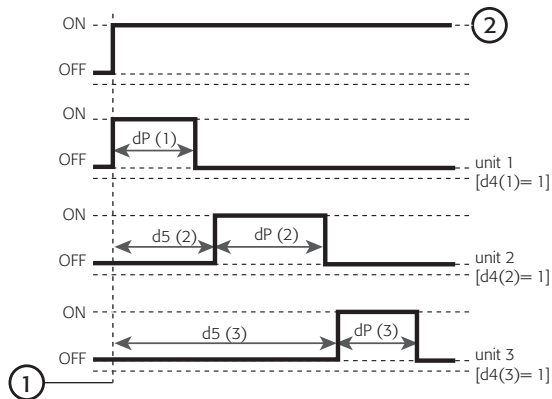 ON
2
OFF
ON
dP (1)
OFF
unit 1
[d4(1)= 1]
ON
d5 (2)
dP (2)
OFF
unit 2
[d4(2)= 1]
ON
d5 (3)
dP (3)
OFF
unit 3
[d4(3)= 1]
1